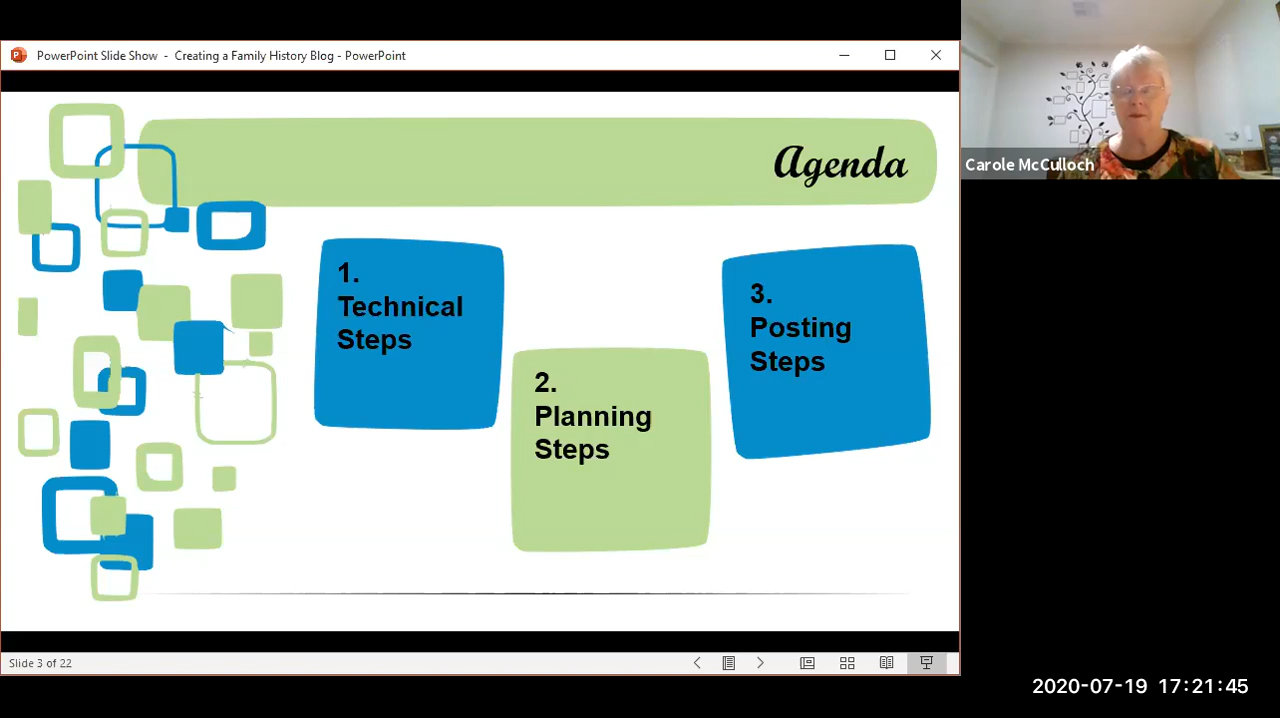 PowerPoint Slide Show - Creating a Family History Blog - PowerPoint
Carole McCulloch
Agenda
1.
Technical
Steps
2.
Planning
Steps
3.
Posting
Steps
Slide 3 of 22
2020-07-19 17:21:45